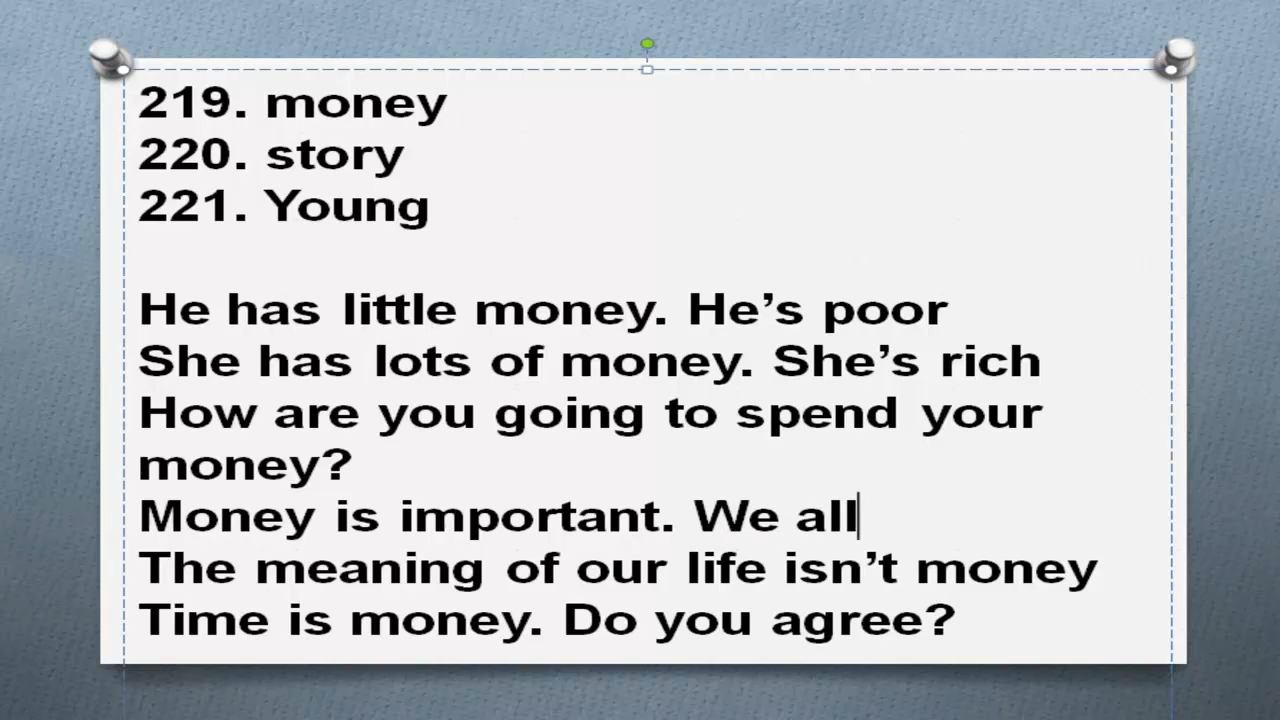 219. money
220. story
221. Young
He has little money. He’s poor
She has lots of money. She’s rich
How are you going to spend your
money?
Money is important. We all
The meaning of our life isn’t money
Time is money. Do you agree?